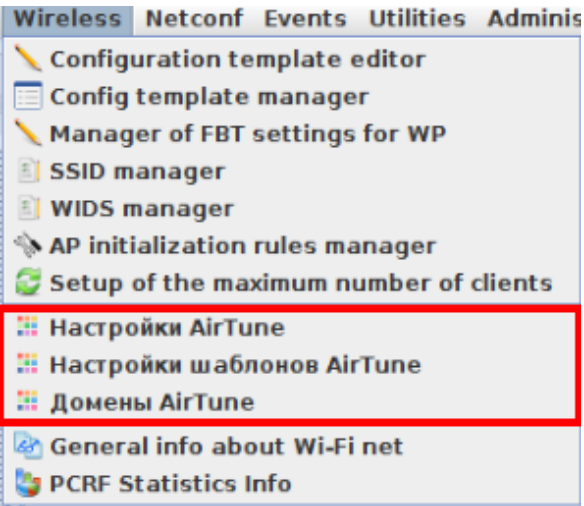 Wireless Netconf Events Utilities Adminis
Configuration template editor
Config template manager
Manager of FBT settings for WP
SSID manager
WIDS manager
AP initialization rules manager
Setup of the maximum number of clients
Настройки AirTune
Настройки шаблонов AirTune
Домены AirTune
General info about Wi-Fi net
PCRF Statistics Info